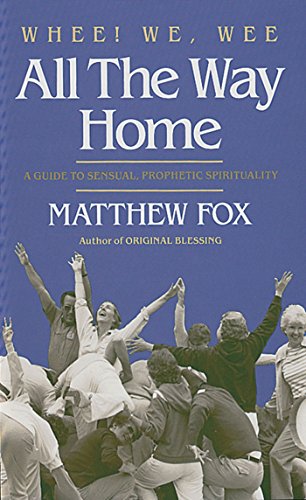 WHEE! WE, WEE
All The Way
Home
A GUIDE TO SENSUAL, PROPHETIC SPIRITUALITY
MATTHEW FOX
Author of ORIGINAL BLESSING